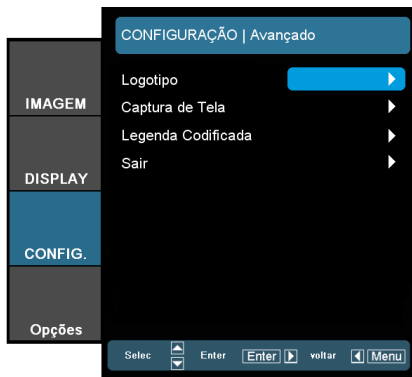 CONFIGURAÇÃO | Avançado
Logotipo
Captura de Tela
Legenda Codificada
Sair
IMAGEM
DISPLAY
CONFIG.
Opções
Selec Enter Enter voltar Menu